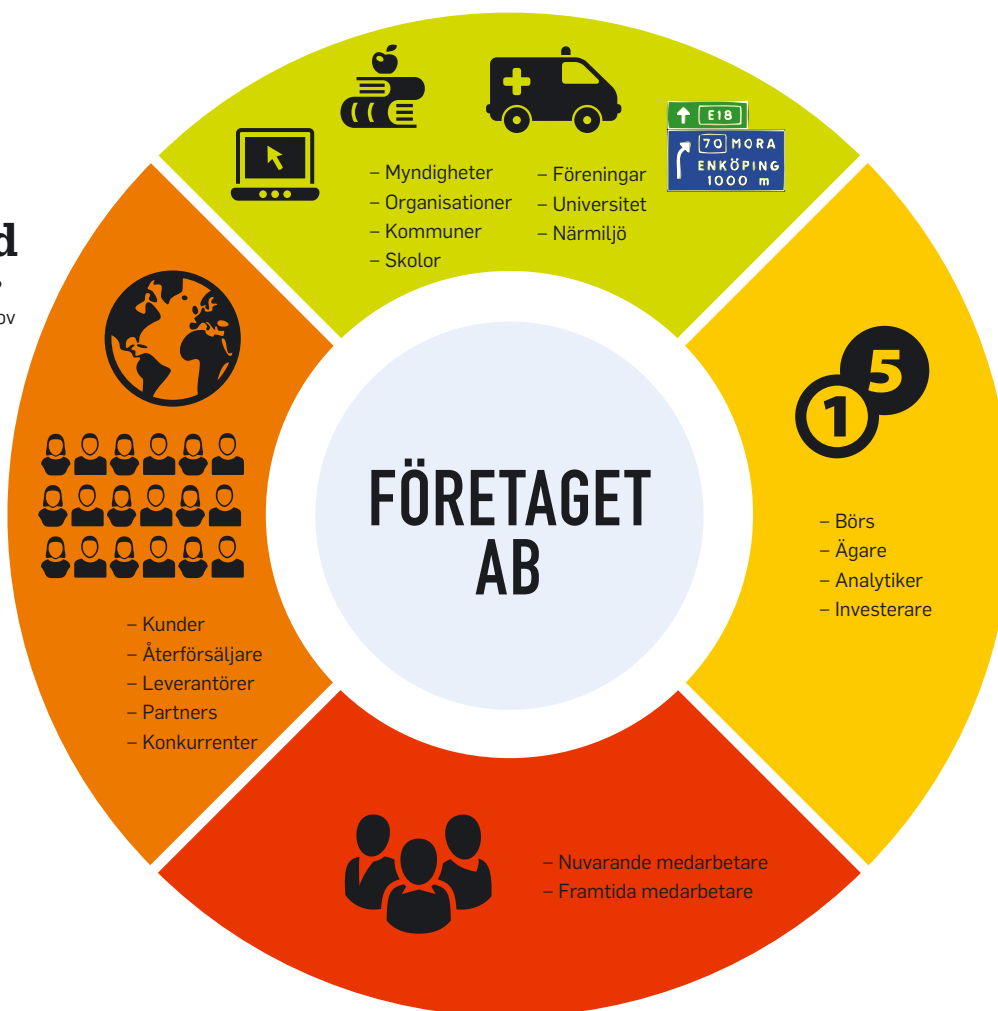 E18
70 MORA
ENKÖPING
1000 m
– Myndigheter
– Organisationer
– Kommuner
– Skolor
– Föreningar
– Universitet
– Närmiljö
d
ov
5
1
FÖRETAGET
AB
– Börs
– Ägare
– Analytiker
– Investerare
– Kunder
– Återförsäljare
– Leverantörer
– Partners
– Konkurrenter
– Nuvarande medarbetare
– Framtida medarbetare